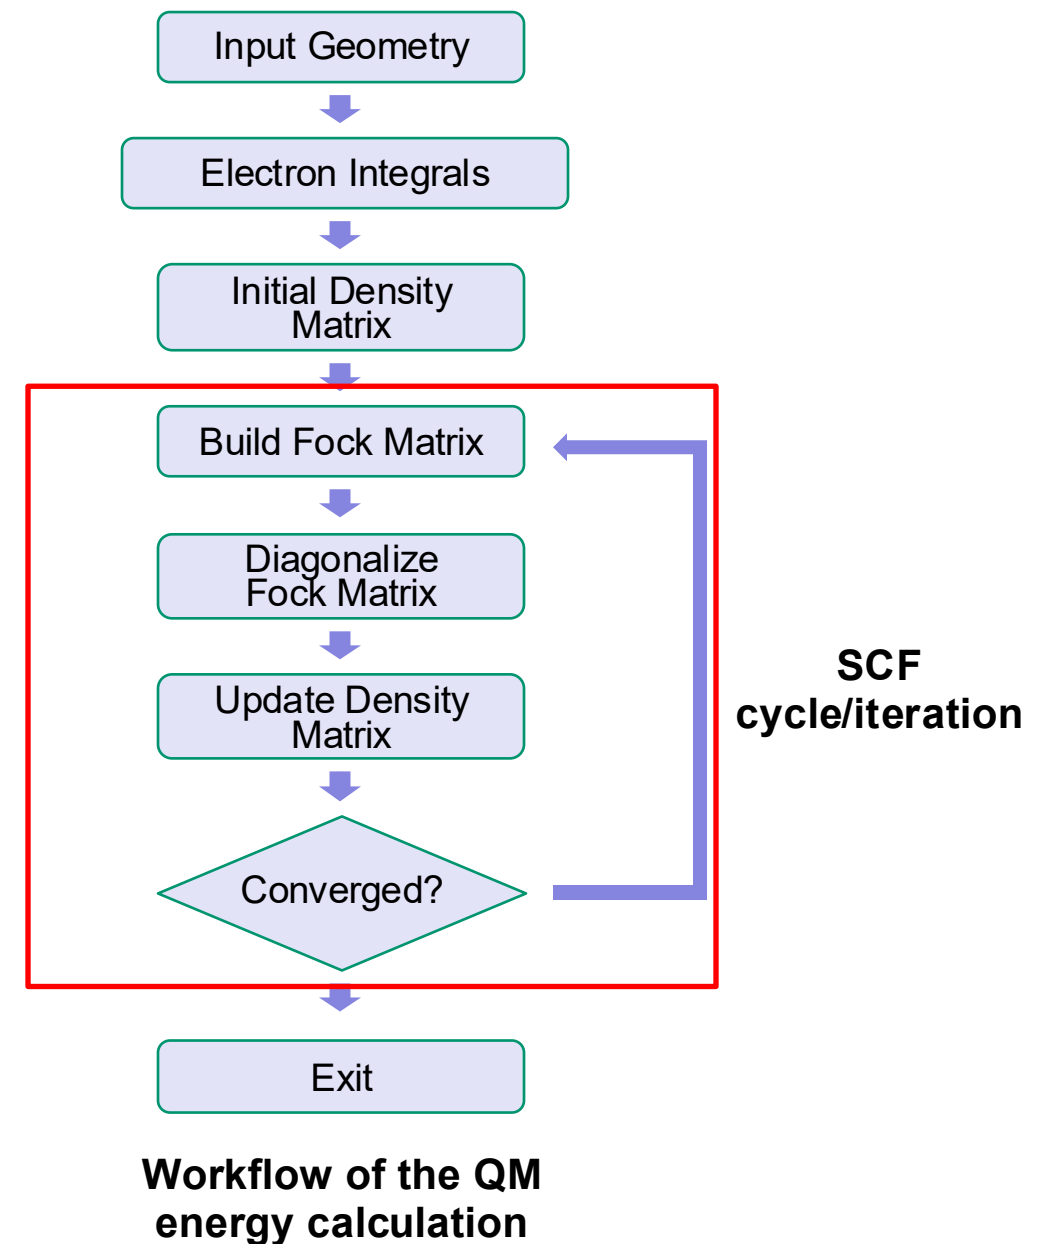 Input Geometry
Electron Integrals
Initial Density
Matrix
Build Fock Matrix
Diagonalize
Fock Matrix
Update Density
Matrix
Converged?
SCF
cycle/iteration
Exit
Workflow of the QM
energy calculation